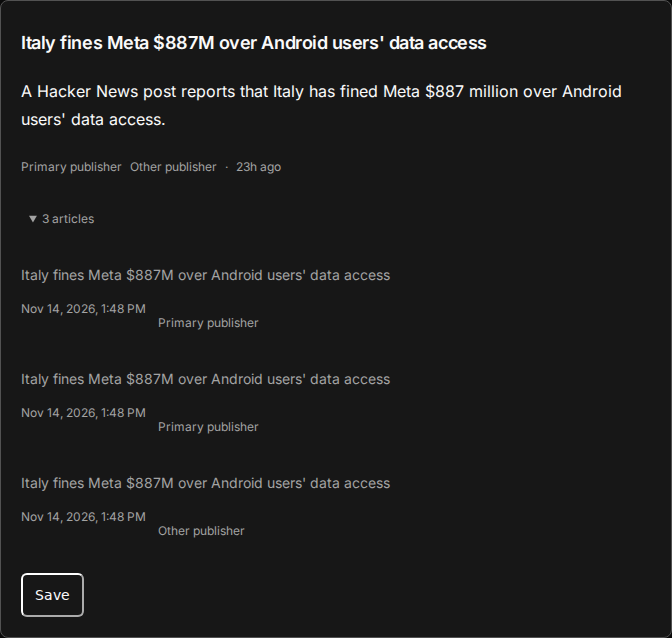 Italy fines Meta $887M over Android users' data access
A Hacker News post reports that Italy has fined Meta $887 million over Android
users' data access.
Primary publisher Other publisher · 23h ago
▼ 3 articles
Italy fines Meta $887M over Android users' data access
Nov 14, 2026, 1:48 PM
Primary publisher
Italy fines Meta $887M over Android users' data access
Nov 14, 2026, 1:48 PM
Primary publisher
Italy fines Meta $887M over Android users' data access
Nov 14, 2026, 1:48 PM
Other publisher
Save